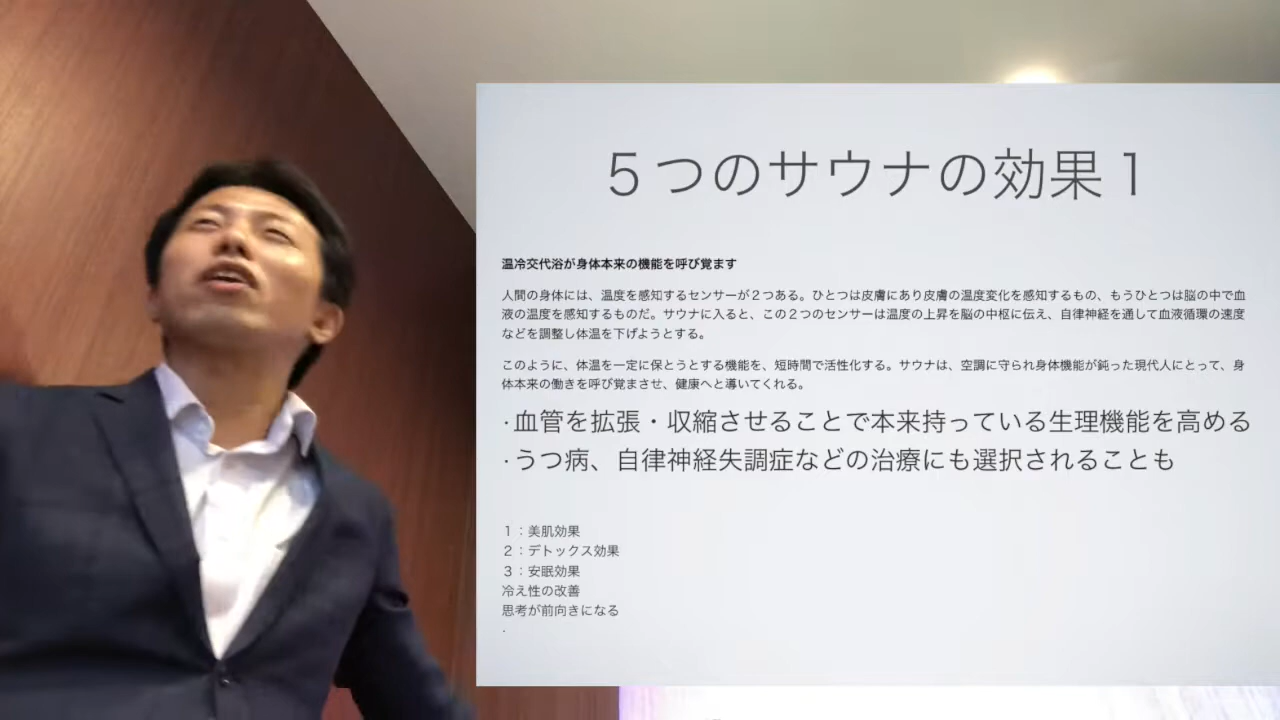 ５つのサウナの効果１
温冷交代浴が身体本来の機能を呼び覚ます
人間の身体には、温度を感知するセンサーが２つある。ひとつは皮膚にあり皮膚の温度変化を感知するもの、もうひとつは脳の中で血
液の温度を感知するものだ。サウナに入ると、この２つのセンサーは温度の上昇を脳の中枢に伝え、自律神経を通して血液循環の速度
などを調整し体温を下げようとする。
このように、体温を一定に保とうとする機能を、短時間で活性化する。サウナは、空調に守られ身体機能が鈍った現代人にとって、身
体本来の働きを呼び覚まさせ、健康へと導いてくれる。
・血管を拡張・収縮させることで本来持っている生理機能を高める
・うつ病、自律神経失調症などの治療にも選択されることも
１：美肌効果
２：デトックス効果
３：安眠効果
冷え性の改善
思考が前向きになる
・